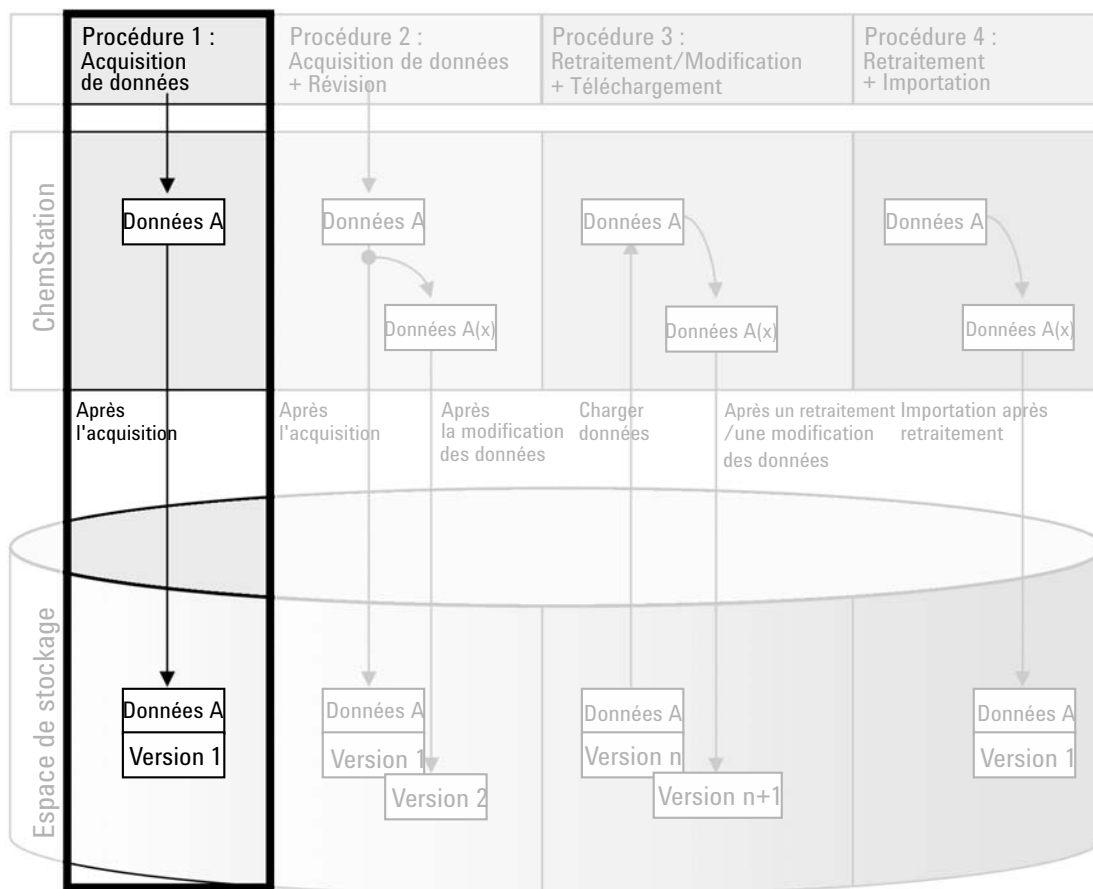 Procédure 1 :
Acquisition
de données
Procédure 2 :
Acquisition de données
+ Révision
Procédure 3 :
Retraitement/Modification
+ Téléchargement
Procédure 4 :
Retraitement
+ Importation
ChemStation
Données A
Données A
Données A(x)
Données A
Données A(x)
Données A
Données A(x)
Après
l'acquisition
Après
l'acquisition
Après
la modification
des données
Charger
données
Après un retraitement
/une modification
des données
Importation après
retraitement
Espace de stockage
Données A
Version 1
Données A
Version 1
Version 2
Données A
Version n
Version n+1
Données A
Version 1